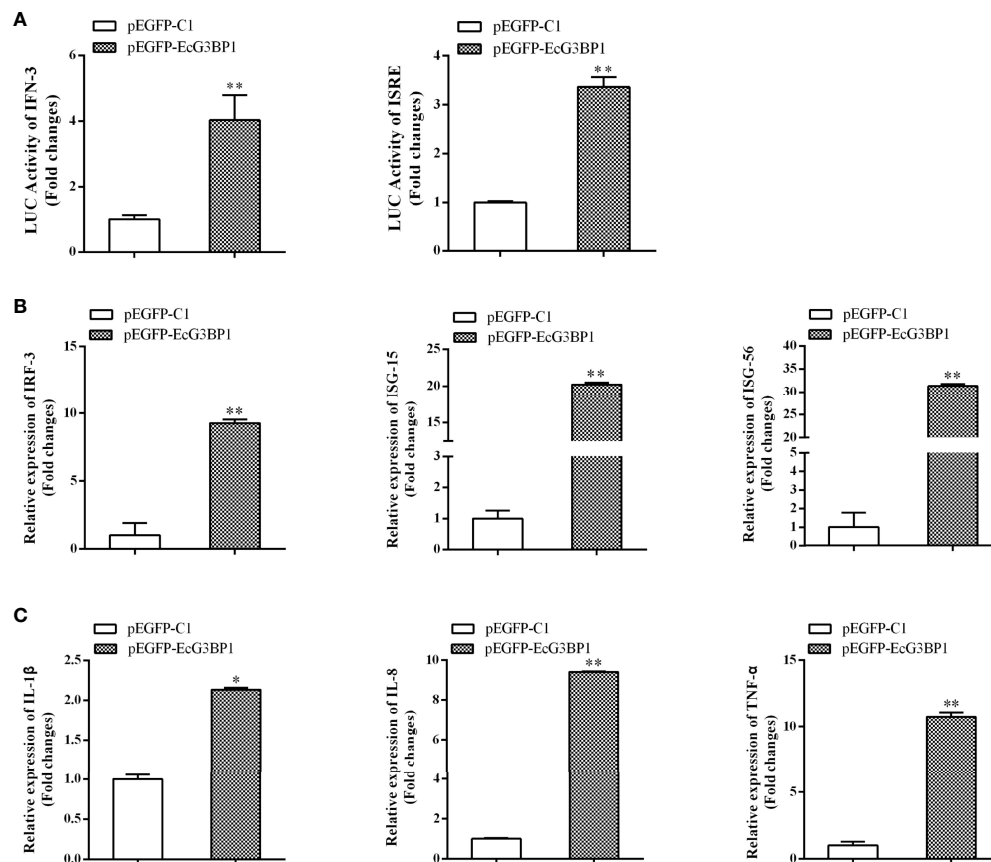 A
pEGFP-C1
pEGFP-EcG3BP1
LUC Activity of IFN-3
(Fold changes)
6
4
2
0
**
pEGFP-C1
pEGFP-EcG3BP1
LUC Activity of ISRE
(Fold changes)
4
3
2
1
0
**
B
pEGFP-C1
pEGFP-EcG3BP1
Relative expression of IRF-3
(Fold changes)
15
10
5
0
**
pEGFP-C1
pEGFP-EcG3BP1
Relative expression of ISG-15
(Fold changes)
25
20
15
3
2
1
0
**
pEGFP-C1
pEGFP-EcG3BP1
Relative expression of ISG-56
(Fold changes)
40
35
30
25
20
5
4
3
2
1
0
**
C
pEGFP-C1
pEGFP-EcG3BP1
Relative expression of IL-1β
(Fold changes)
2.5
2.0
1.5
1.0
0.5
0.0
*
pEGFP-C1
pEGFP-EcG3BP1
Relative expression of IL-8
(Fold changes)
10
8
6
4
2
0
**
pEGFP-C1
pEGFP-EcG3BP1
Relative expression of TNF-α
(Fold changes)
15
10
5
0
**